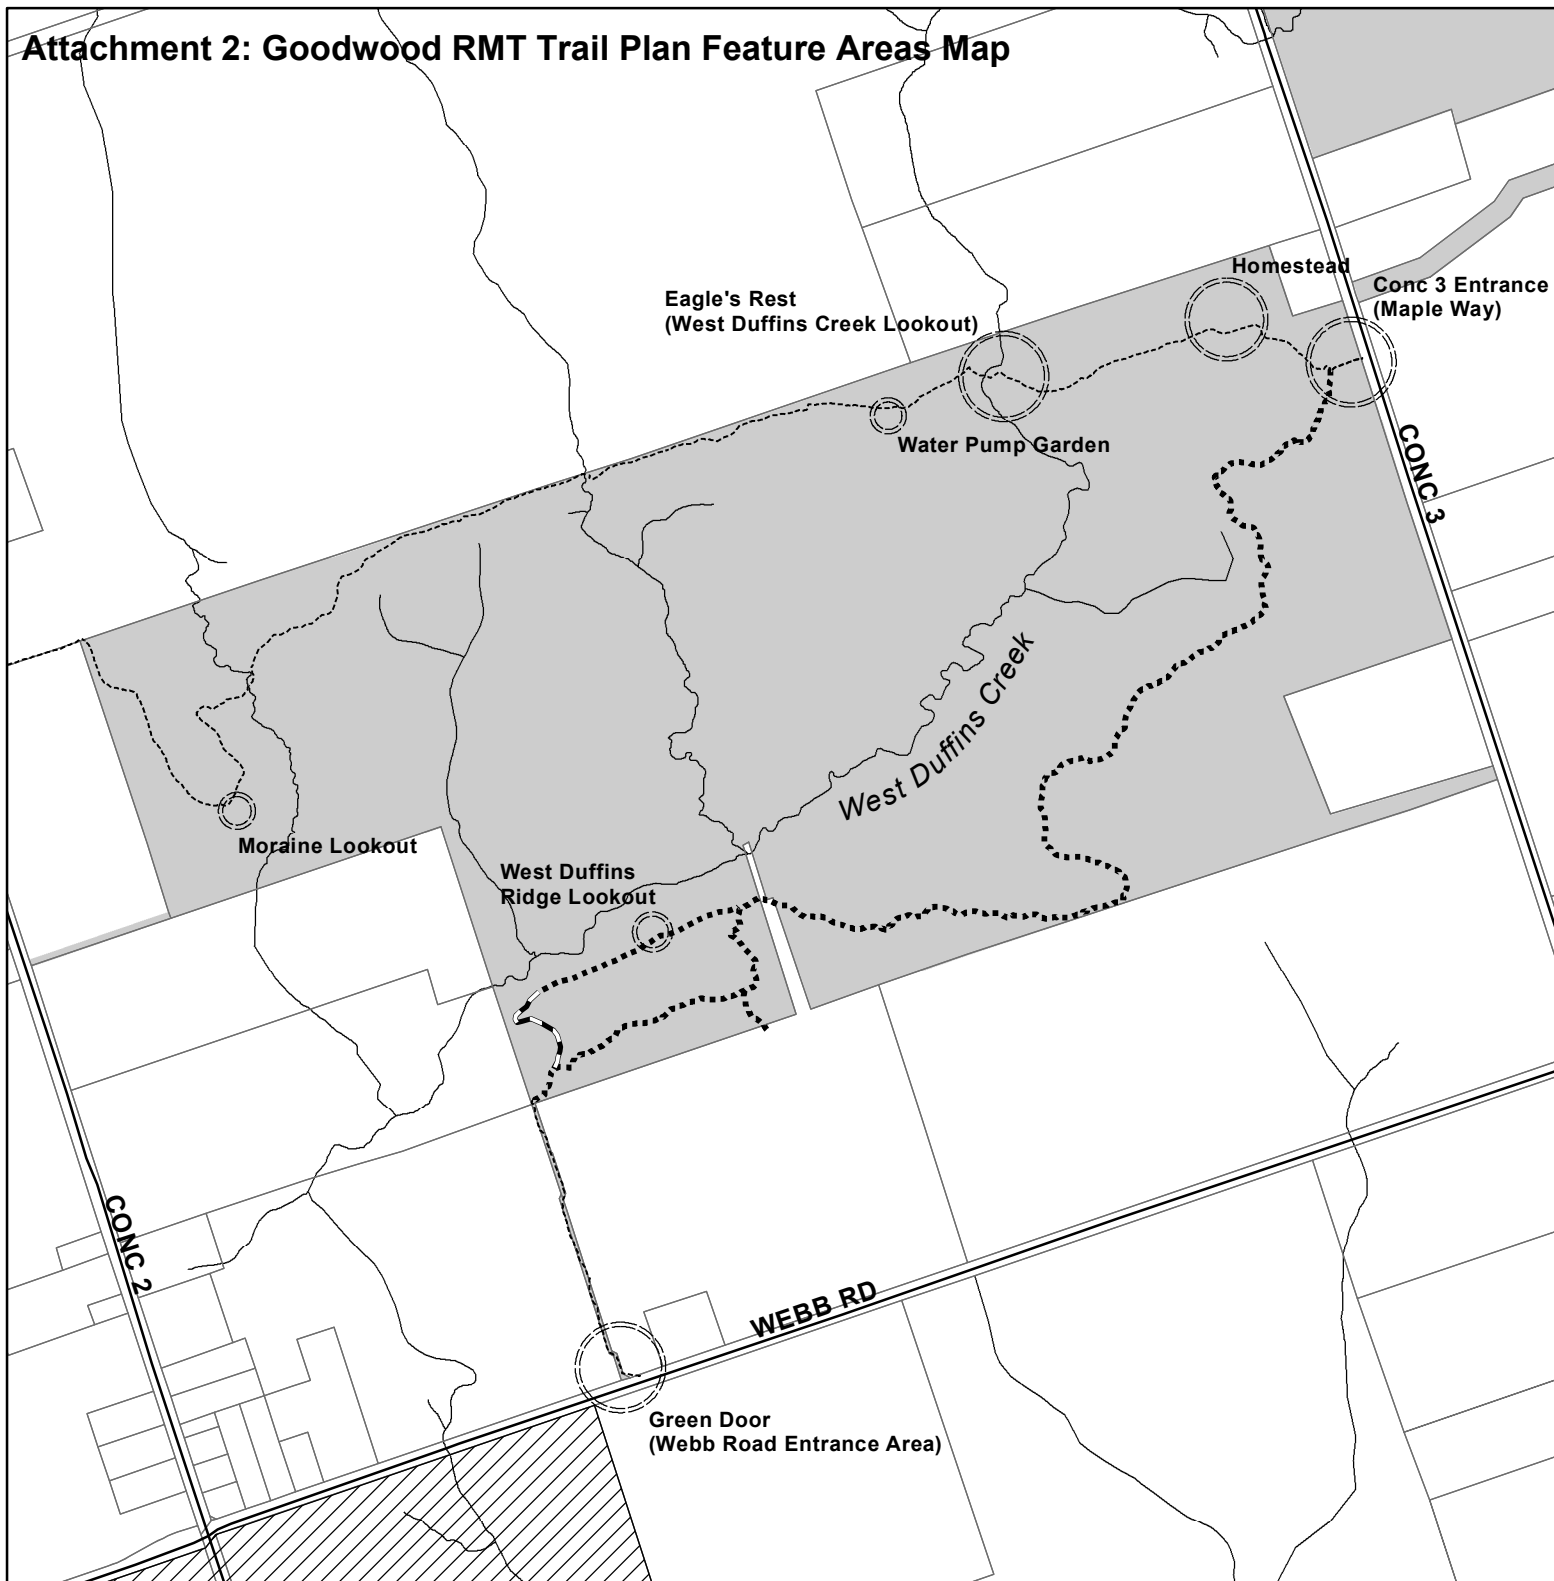 Attachment 2: Goodwood RMT Trail Plan Feature Areas Map
Homestead
Conc 3 Entrance
(Maple Way)
Eagle's Rest
(West Duffins Creek Lookout)
Water Pump Garden
CONC 3
West Duffins Creek
Moraine Lookout
West Duffins
Ridge Lookout
CONC 2
WEBB RD
Green Door
(Webb Road Entrance Area)